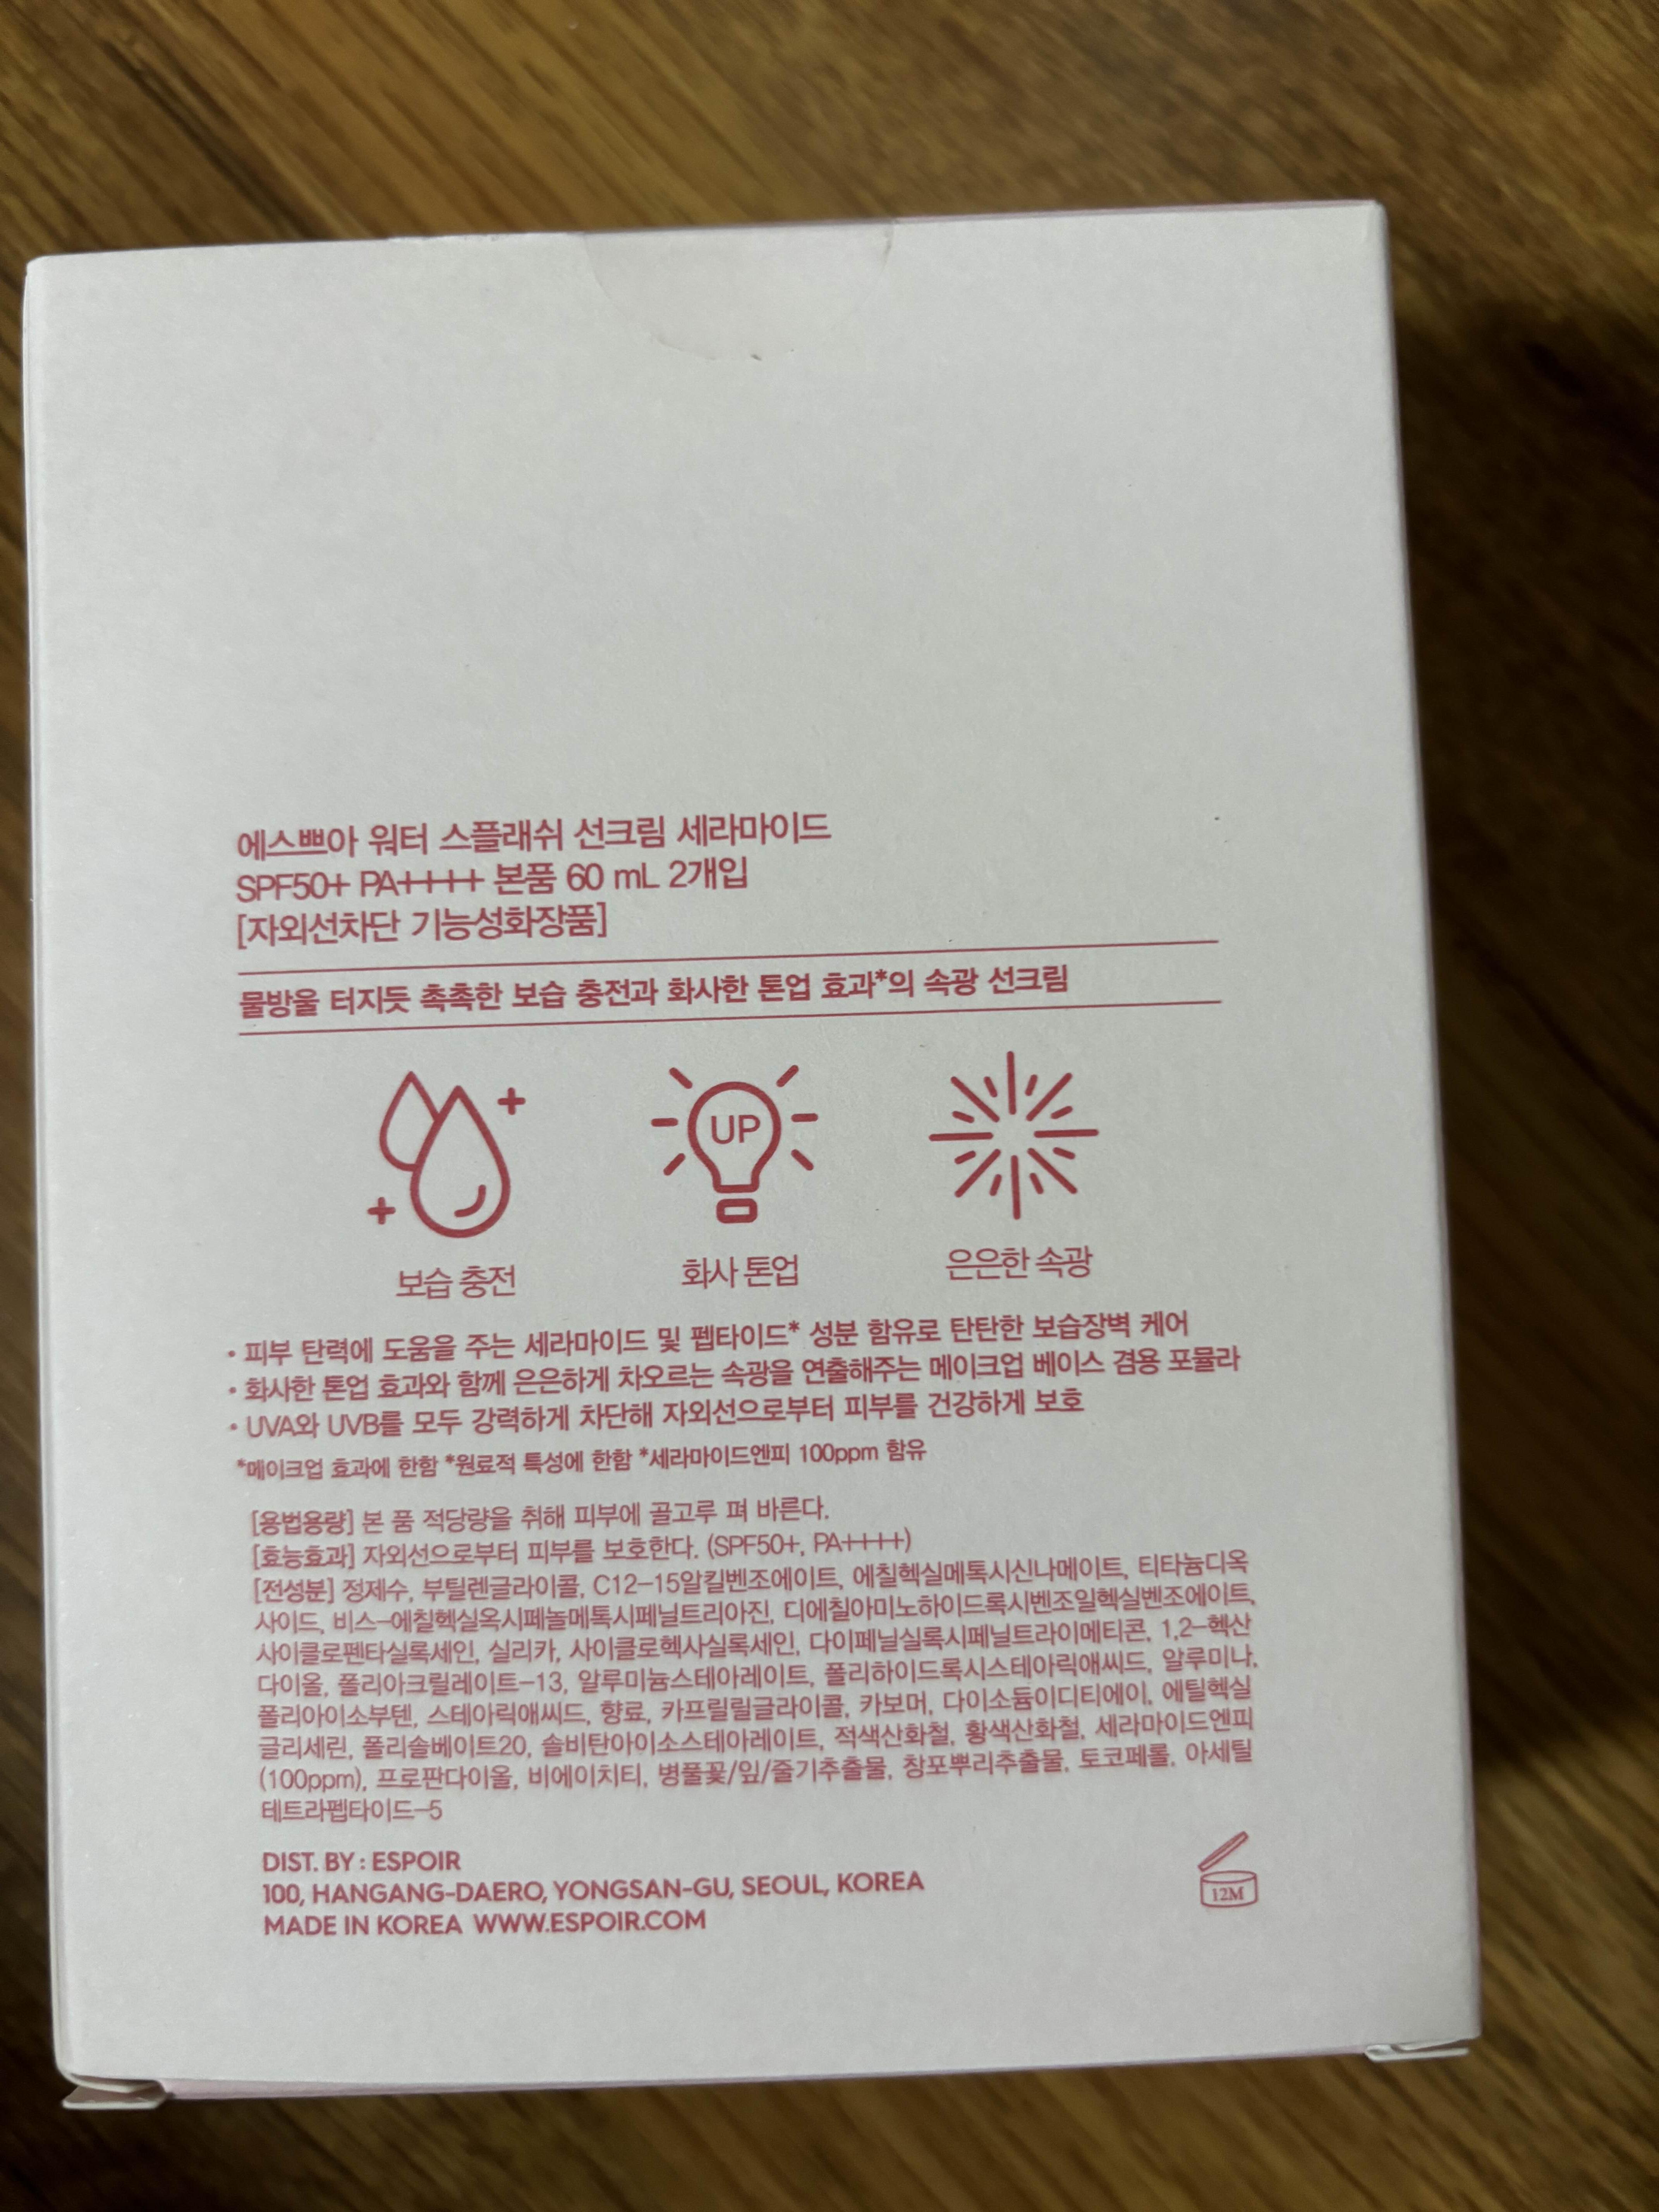 에스쁘아 워터 스플래쉬 선크림 세라마이드
SPF50+ PA++++ 본품 60 mL 2개입
[자외선차단 기능성화장품]
물방울 터지듯 촉촉한 보습 충전과 화사한 톤업 효과*의 속광 선크림
UP
보습 충전
화사 톤업
은은한 속광
• 피부 탄력에 도움을 주는 세라마이드 및 펩타이드* 성분 함유로 탄탄한 보습장벽 케어
• 화사한 톤업 효과와 함께 은은하게 차오르는 속광을 연출해주는 메이크업 베이스 겸용 포뮬라
• UVA와 UVB를 모두 강력하게 차단해 자외선으로부터 피부를 건강하게 보호
*메이크업 효과에 한함 *원료적 특성에 한함 *세라마이드엔피 100ppm 함유
[용법용량] 본 품 적당량을 취해 피부에 골고루 펴 바른다.
[효능효과] 자외선으로부터 피부를 보호한다. (SPF50+, PA++++)
[전성분] 정제수, 부틸렌글라이콜, C12-15알킬벤조에이트, 에칠헥실메톡시신나메이트, 티타늄디옥
사이드, 비스-에칠헥실옥시페놀메톡시페닐트리아진, 디에칠아미노하이드록시벤조일헥실벤조에이트,
사이클로펜타실록세인, 실리카, 사이클로헥사실록세인, 다이페닐실록시페닐트라이메티콘, 1,2-헥산
다이올, 폴리아크릴레이트-13, 알루미늄스테아레이트, 폴리하이드록시스테아릭애씨드, 알루미나,
폴리아이소부텐, 스테아릭애씨드, 향료, 카프릴릴글라이콜, 카보머, 다이소듐이디티에이, 에틸헥실
글리세린, 폴리솔베이트20, 솔비탄아이소스테아레이트, 적색산화철, 황색산화철, 세라마이드엔피
(100ppm), 프로판다이올, 비에이치티, 병풀꽃/잎/줄기추출물, 창포뿌리추출물, 토코페롤, 아세틸
테트라펩타이드-5
DIST. BY : ESPOIR
100, HANGANG-DAERO, YONGSAN-GU, SEOUL, KOREA
MADE IN KOREA WWW.ESPOIR.COM
12M